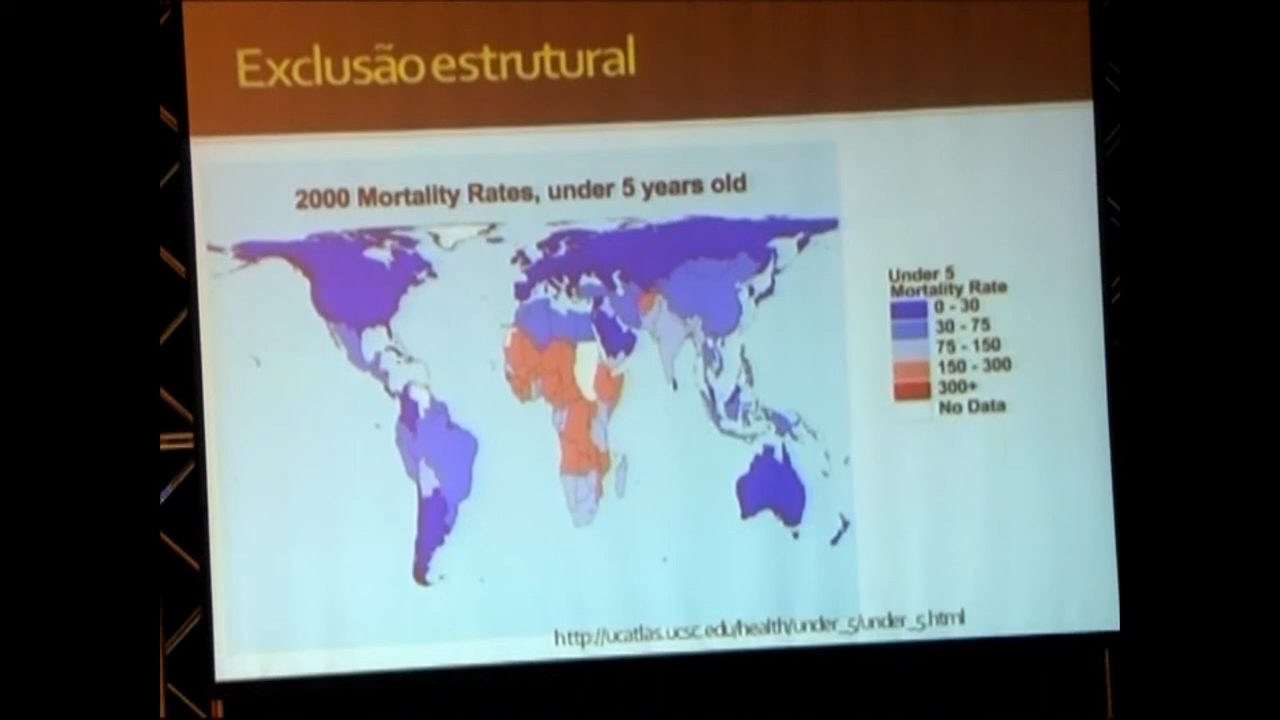 Exclusão estrutural
2000 Mortality Rates, under 5 years old
Under 5
Mortality Rate
0 - 30
30 - 75
75 - 150
150 - 300
300+
No Data
http://ucatlas.ucsc.edu/health/under_5/under_5.html